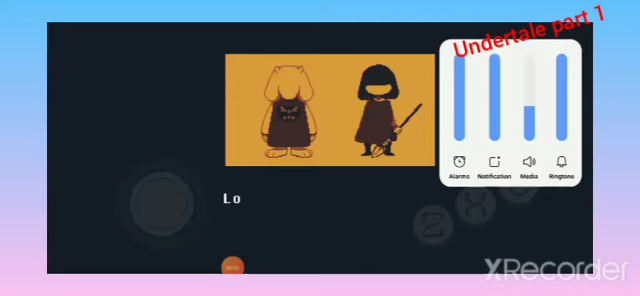 Undertale part 1
Alarms
Notification
Media
Ringtone
Lo
Z
X
XRecorder